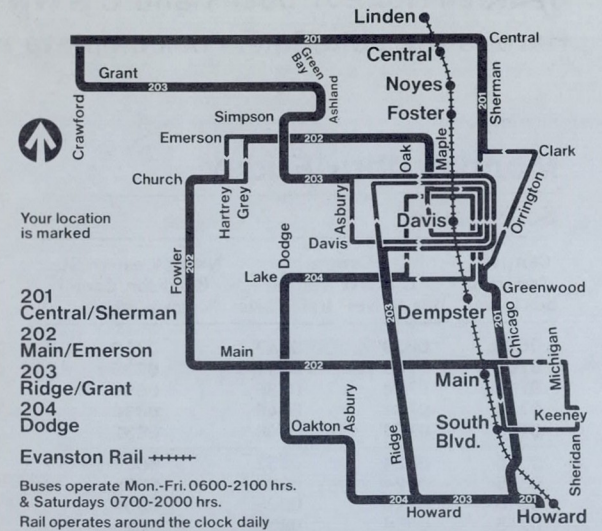 Linden
201
Central
Green
Bay
Central
Grant
203
Noyes
Ashland
Sherman
201
Crawford
Foster
Simpson
Emerson
202
Oak
Maple
Clark
Church
203
Hartrey
Grey
Asbury
Orrington
Your location
is marked
Davis
Dodge
Davis
Fowler
202
Lake
204
Greenwood
201
Central/Sherman
203
Dempster
201
Chicago
202
Main/Emerson
Main
202
Michigan
203
Ridge/Grant
Main
204
Dodge
Asbury
South
Blvd.
Keeney
Oakton
Ridge
Sheridan
Evanston Rail
Buses operate Mon.-Fri. 0600-2100 hrs.
& Saturdays 0700-2000 hrs.
204
203
201
Howard
Howard
Rail operates around the clock daily